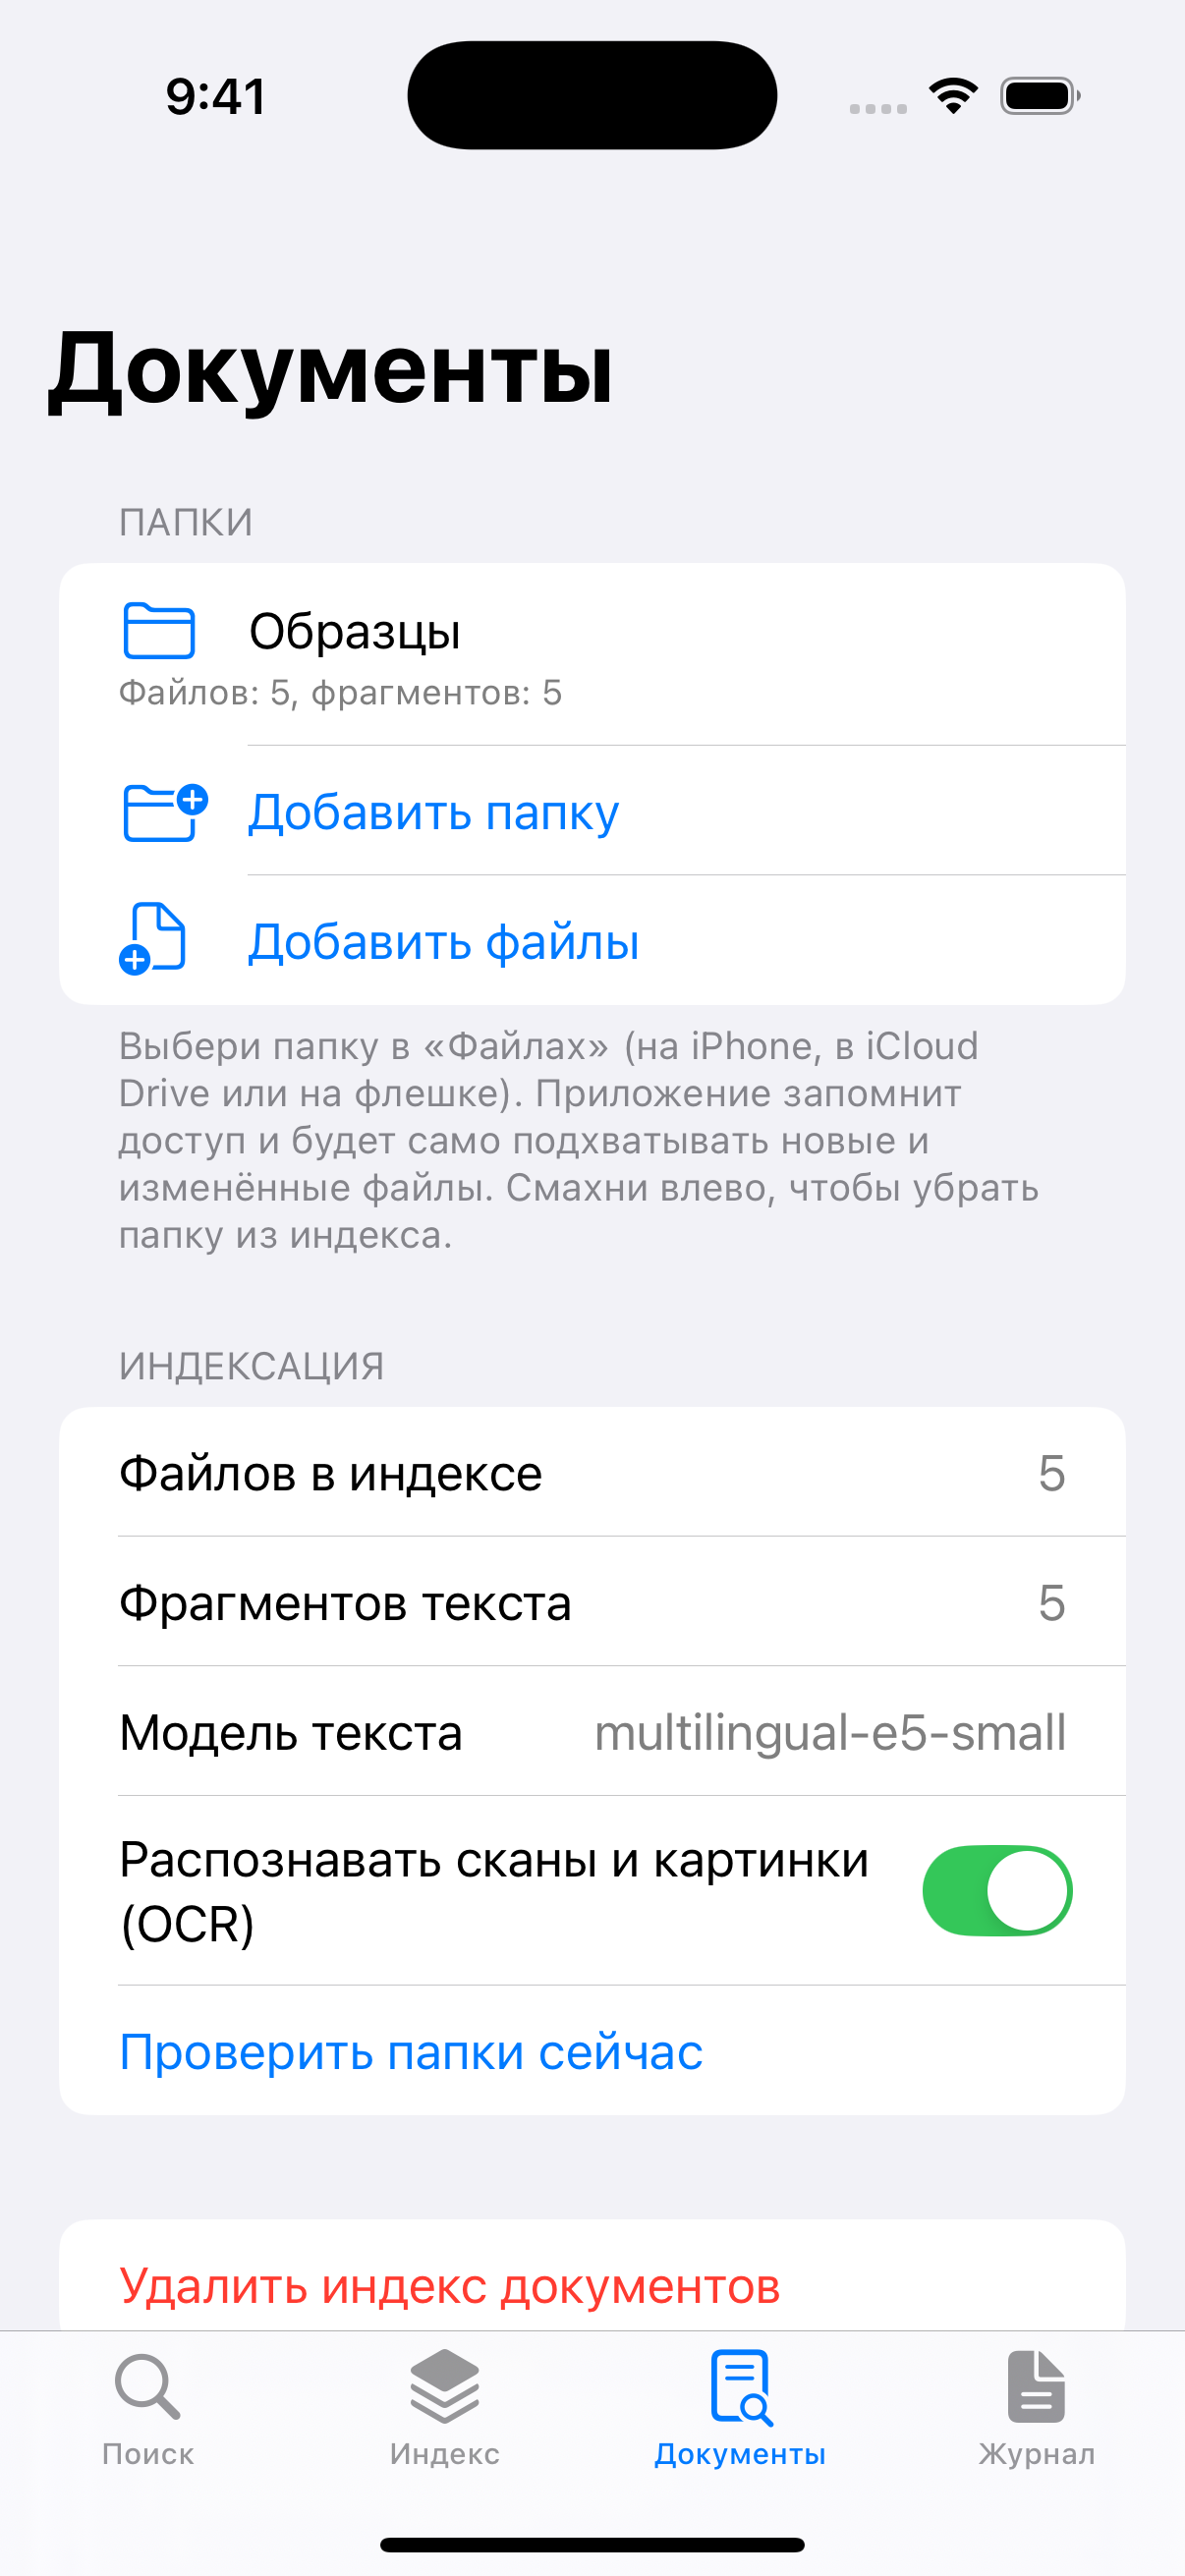 9:41
Документы
ПАПКИ
Образцы
Файлов: 5, фрагментов: 5
Добавить папку
Добавить файлы
Выбери папку в «Файлах» (на iPhone, в iCloud
Drive или на флешке). Приложение запомнит
доступ и будет само подхватывать новые и
изменённые файлы. Смахни влево, чтобы убрать
папку из индекса.
ИНДЕКСАЦИЯ
Файлов в индексе 5
Фрагментов текста 5
Модель текста multilingual-e5-small
Распознавать сканы и картинки
(OCR)
Проверить папки сейчас
Удалить индекс документов
Поиск Индекс Документы Журнал